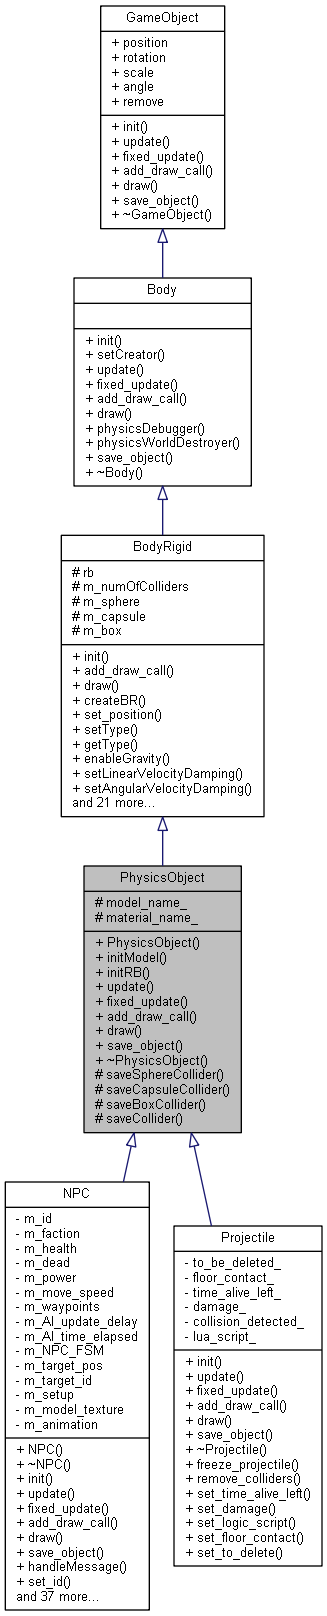 GameObject
+ position
+ rotation
+ scale
+ angle
+ remove
+ init()
+ update()
+ fixed_update()
+ add_draw_call()
+ draw()
+ save_object()
+ ~GameObject()
Body
+ init()
+ setCreator()
+ update()
+ fixed_update()
+ add_draw_call()
+ draw()
+ physicsDebugger()
+ physicsWorldDestroyer()
+ save_object()
+ ~Body()
BodyRigid
# rb
# m_numOfColliders
# m_sphere
# m_capsule
# m_box
+ init()
+ add_draw_call()
+ draw()
+ createBR()
+ set_position()
+ setType()
+ getType()
+ enableGravity()
+ setLinearVelocityDamping()
+ setAngularVelocityDamping()
and 21 more...
PhysicsObject
# model_name_
# material_name_
+ PhysicsObject()
+ initModel()
+ initRB()
+ update()
+ fixed_update()
+ add_draw_call()
+ draw()
+ save_object()
+ ~PhysicsObject()
# saveSphereCollider()
# saveCapsuleCollider()
# saveBoxCollider()
# saveCollider()
NPC
- m_id
- m_faction
- m_health
- m_dead
- m_power
- m_move_speed
- m_waypoints
- m_AI_update_delay
- m_AI_time_elapsed
- m_NPC_FSM
- m_target_pos
- m_target_id
- m_setup
- m_model_texture
- m_animation
+ NPC()
+ ~NPC()
+ init()
+ update()
+ fixed_update()
+ add_draw_call()
+ draw()
+ save_object()
+ handleMessage()
+ set_id()
and 37 more...
Projectile
- to_be_deleted_
- floor_contact_
- time_alive_left_
- damage_
- collision_detected_
- lua_script_
+ init()
+ update()
+ fixed_update()
+ add_draw_call()
+ draw()
+ save_object()
+ ~Projectile()
+ freeze_projectile()
+ remove_colliders()
+ set_time_alive_left()
+ set_damage()
+ set_logic_script()
+ set_floor_contact()
+ set_to_delete()